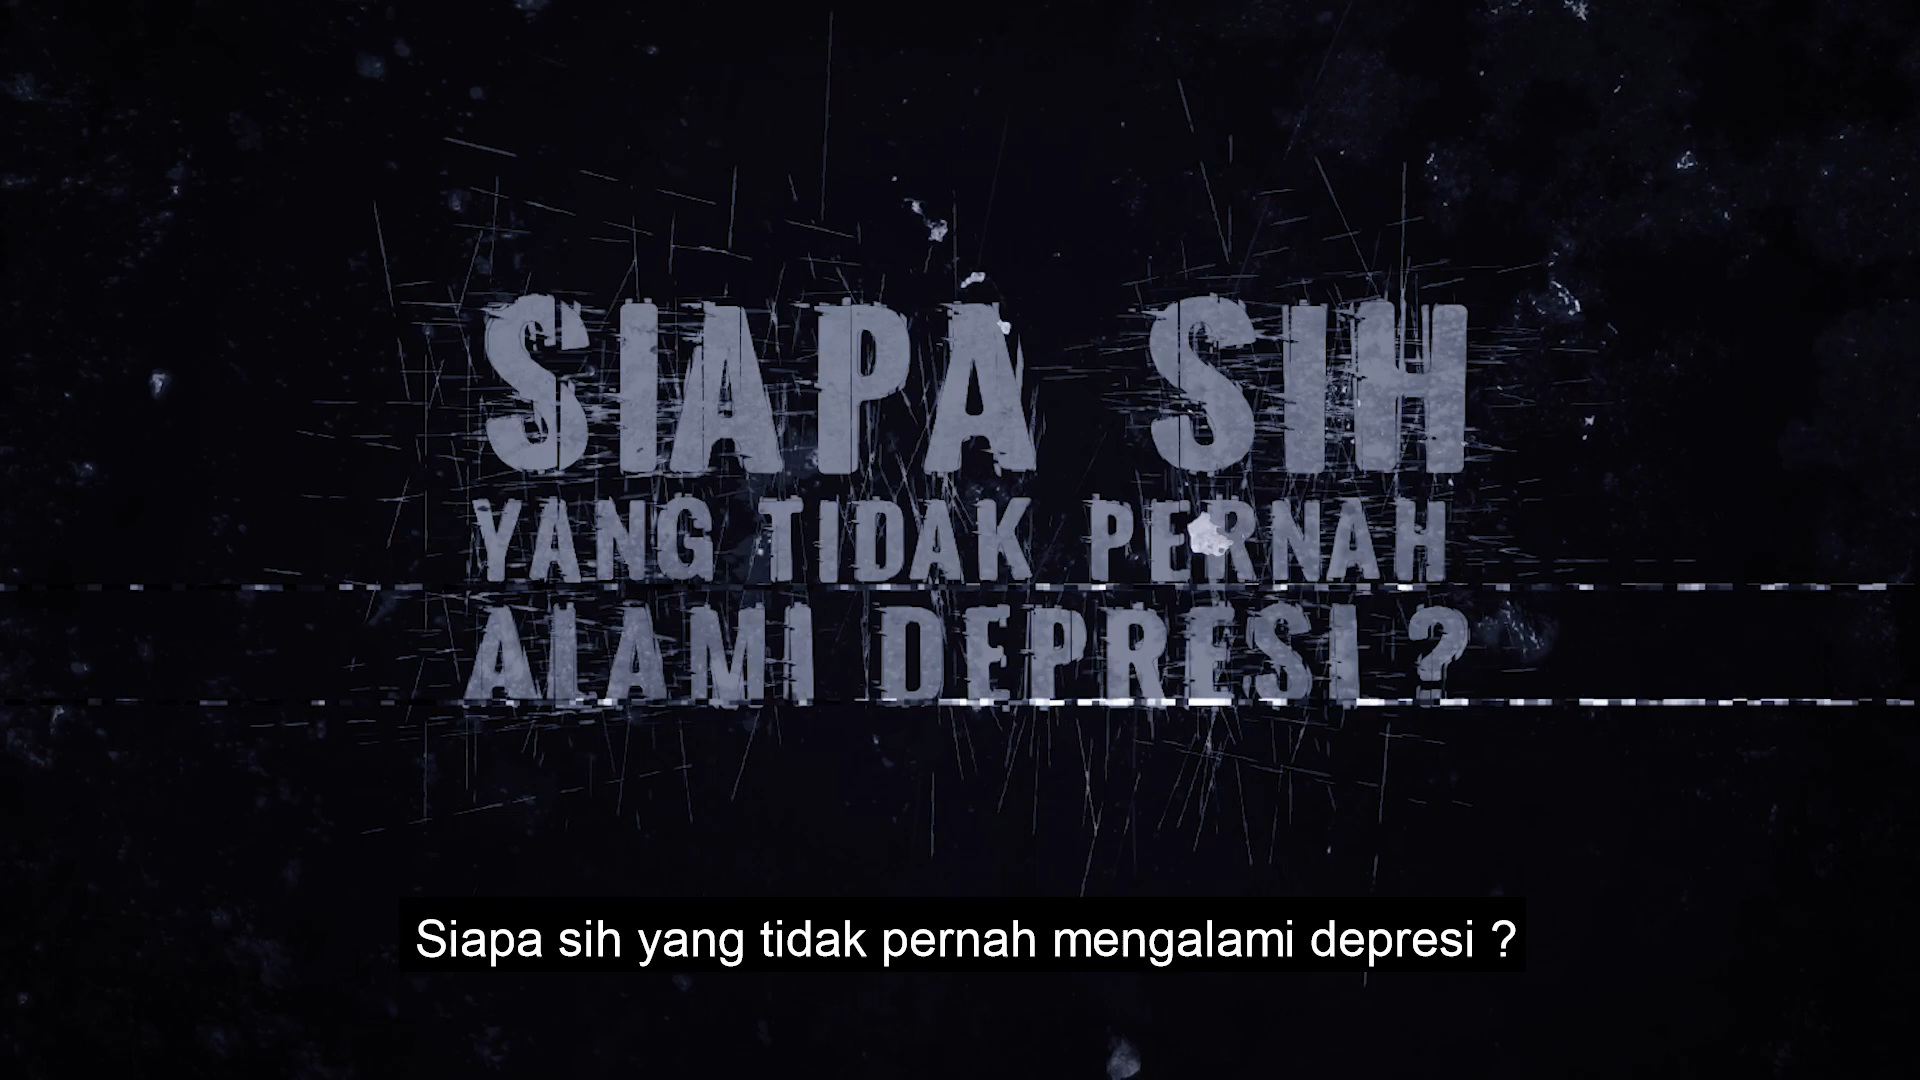 SIAPA SIH
YANG TIDAK PERNAH
ALAMI DEPRESI ?
Siapa sih yang tidak pernah mengalami depresi ?